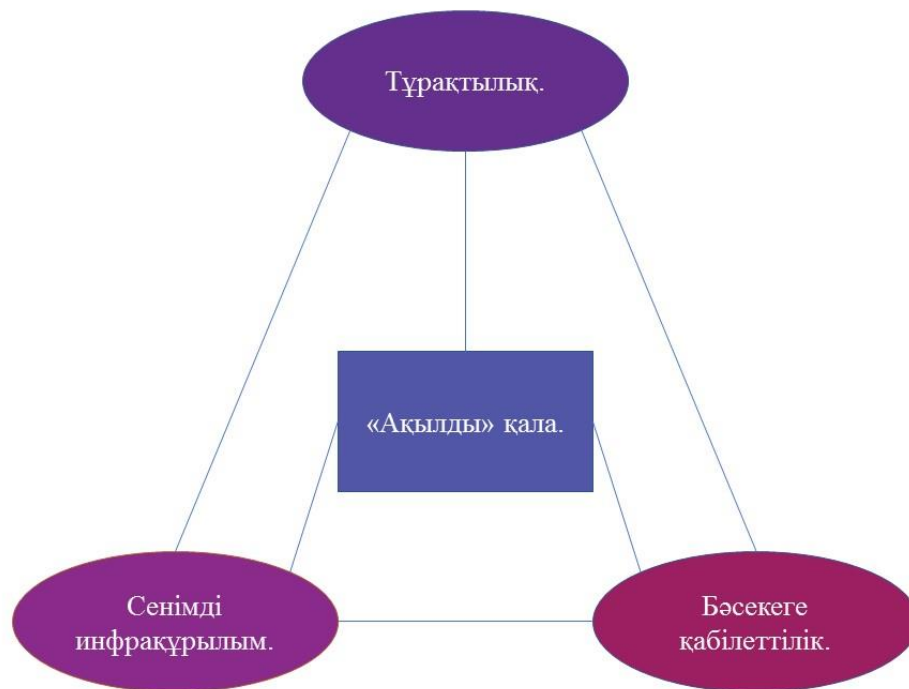 Тұрақтылық.
«Ақылды» қала.
Сенімді
инфрақұрылым.
Бәсекеге
қабілеттілік.